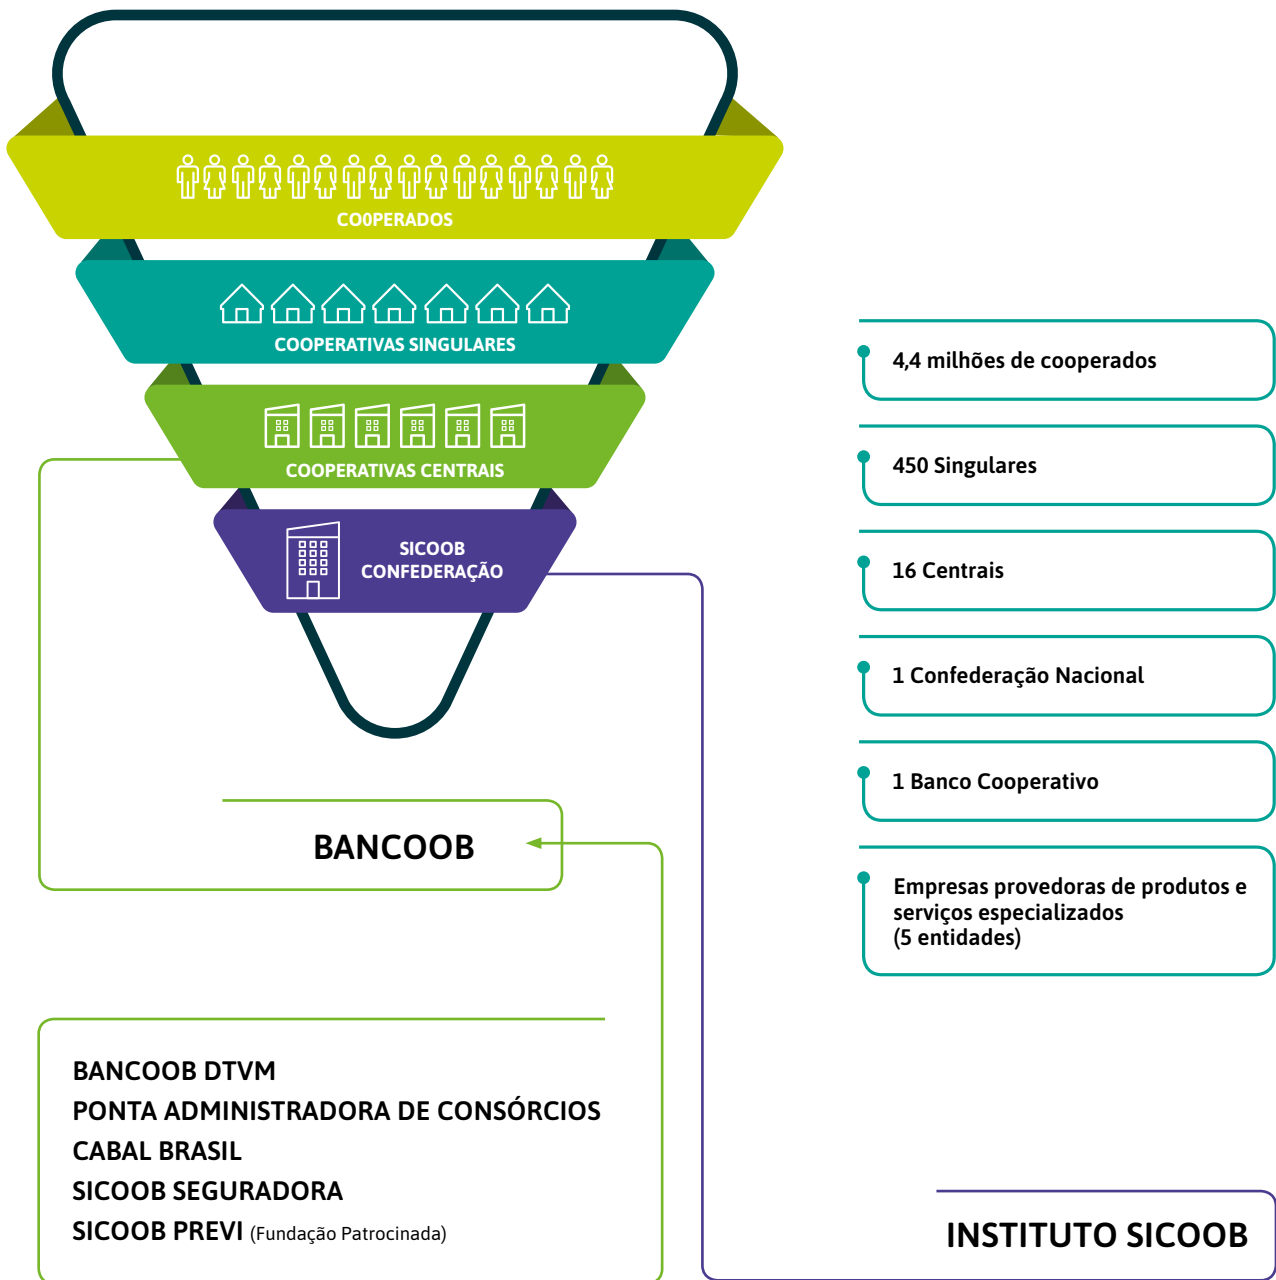 CO0PERADOS
COOPERATIVAS SINGULARES
COOPERATIVAS CENTRAIS
SICOOB
CONFEDERAÇÃO
4,4 milhões de cooperados
450 Singulares
16 Centrais
1 Confederação Nacional
1 Banco Cooperativo
Empresas provedoras de produtos e
serviços especializados
(5 entidades)
BANCOOB
BANCOOB DTVM
PONTA ADMINISTRADORA DE CONSÓRCIOS
CABAL BRASIL
SICOOB SEGURADORA
SICOOB PREVI (Fundação Patrocinada)
INSTITUTO SICOOB